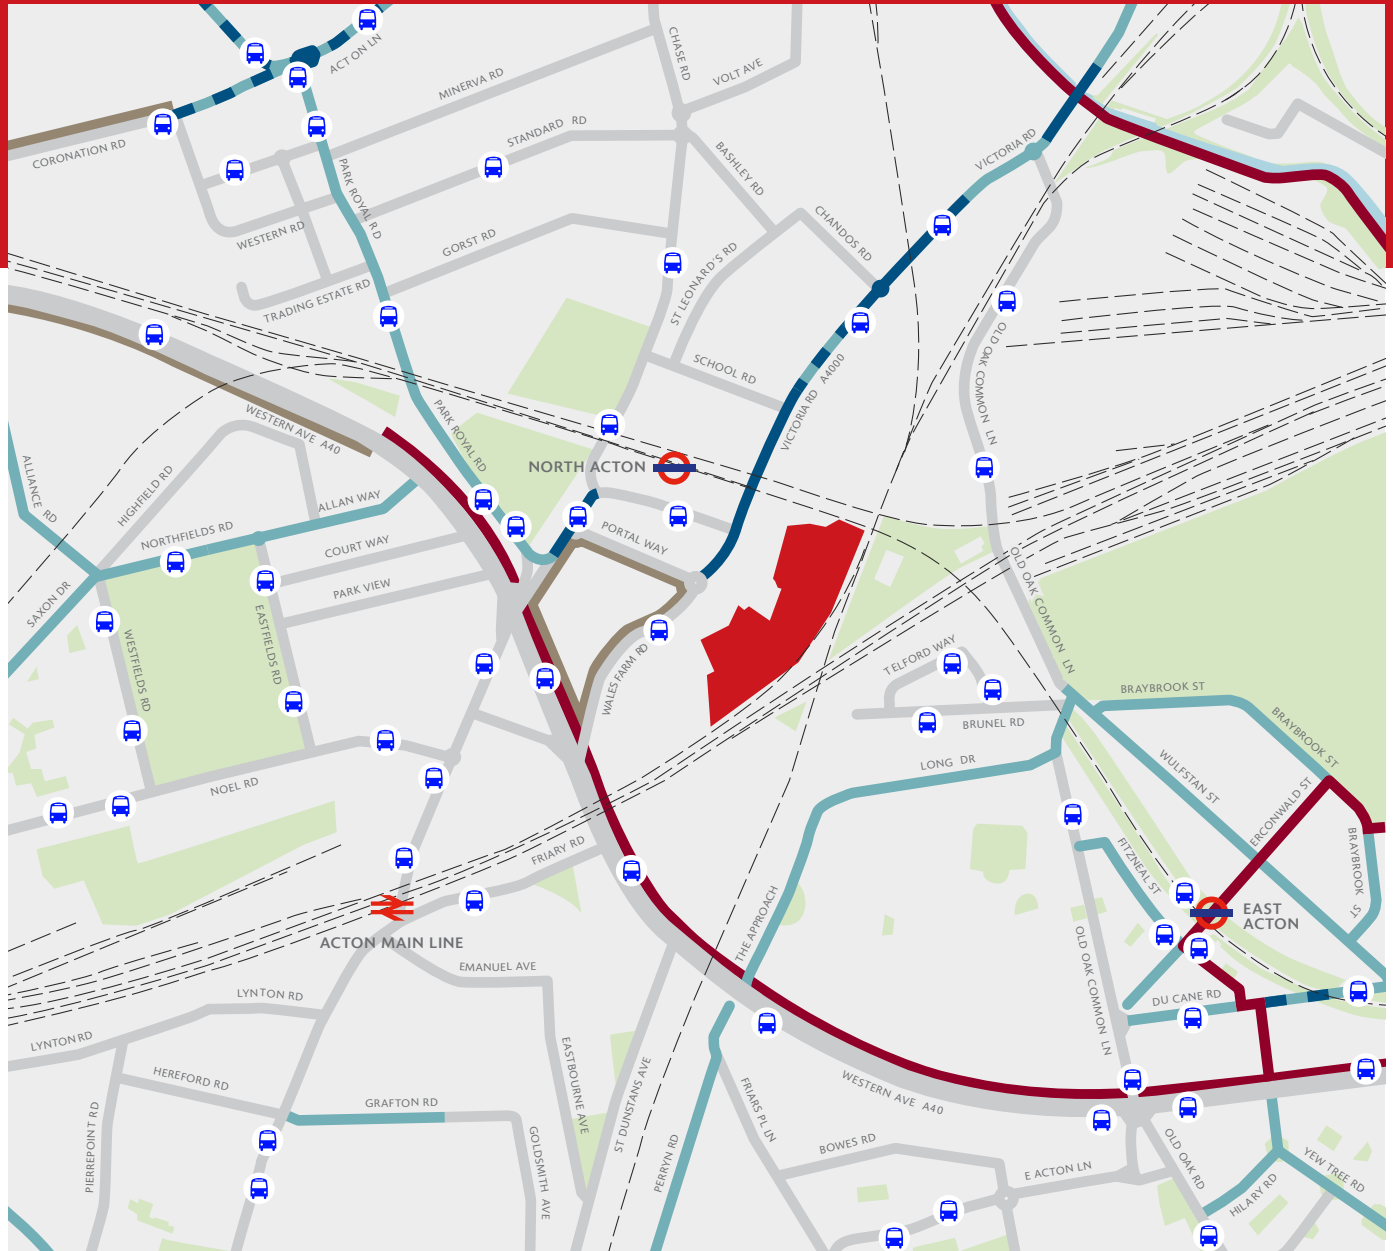 ACTON LN
CHASE RD
VOLT AVE
MINERVA RD
STANDARD RD
CORONATION RD
VICTORIA RD
BASHLEY RD
PARK ROYAL RD
WESTERN RD
GORST RD
CHANDOS RD
ST LEONARD'S RD
TRADING ESTATE RD
OLD OAK COMMON LN
SCHOOL RD
A4000
VICTORIA RD
WESTERN AVE A40
PARK ROYAL RD
NORTH ACTON
ALLIANCE RD
HIGHFIELD RD
ALLAN WAY
NORTHFIELDS RD
PORTAL WAY
COURT WAY
PARK VIEW
SAXON DR
OLD OAK COMMON LN
EASTFIELDS RD
WESTFIELDS RD
WALES FARM RD
TELFORD WAY
BRAYBROOK ST
BRUNEL RD
BRAYBROOK ST
LONG DR
WULFSTAN ST
NOEL RD
ERCONWALD ST
FRIARY RD
FITZNEAL ST
BRAYBROOK ST
THE APPROACH
EAST
ACTON
ACTON MAIN LINE
EMANUEL AVE
OLD OAK COMMON LN
LYNTON RD
DU CANE RD
LYNTON RD
EASTBOURNE AVE
HEREFORD RD
ST DUNSTANS AVE
WESTERN AVE A40
GRAFTON RD
FRIARS PL LN
PIERREPOINT RD
GOLDSMITH AVE
PERRYN RD
BOWES RD
OLD OAK RD
E ACTON LN
YEW TREE RD
HILARY RD